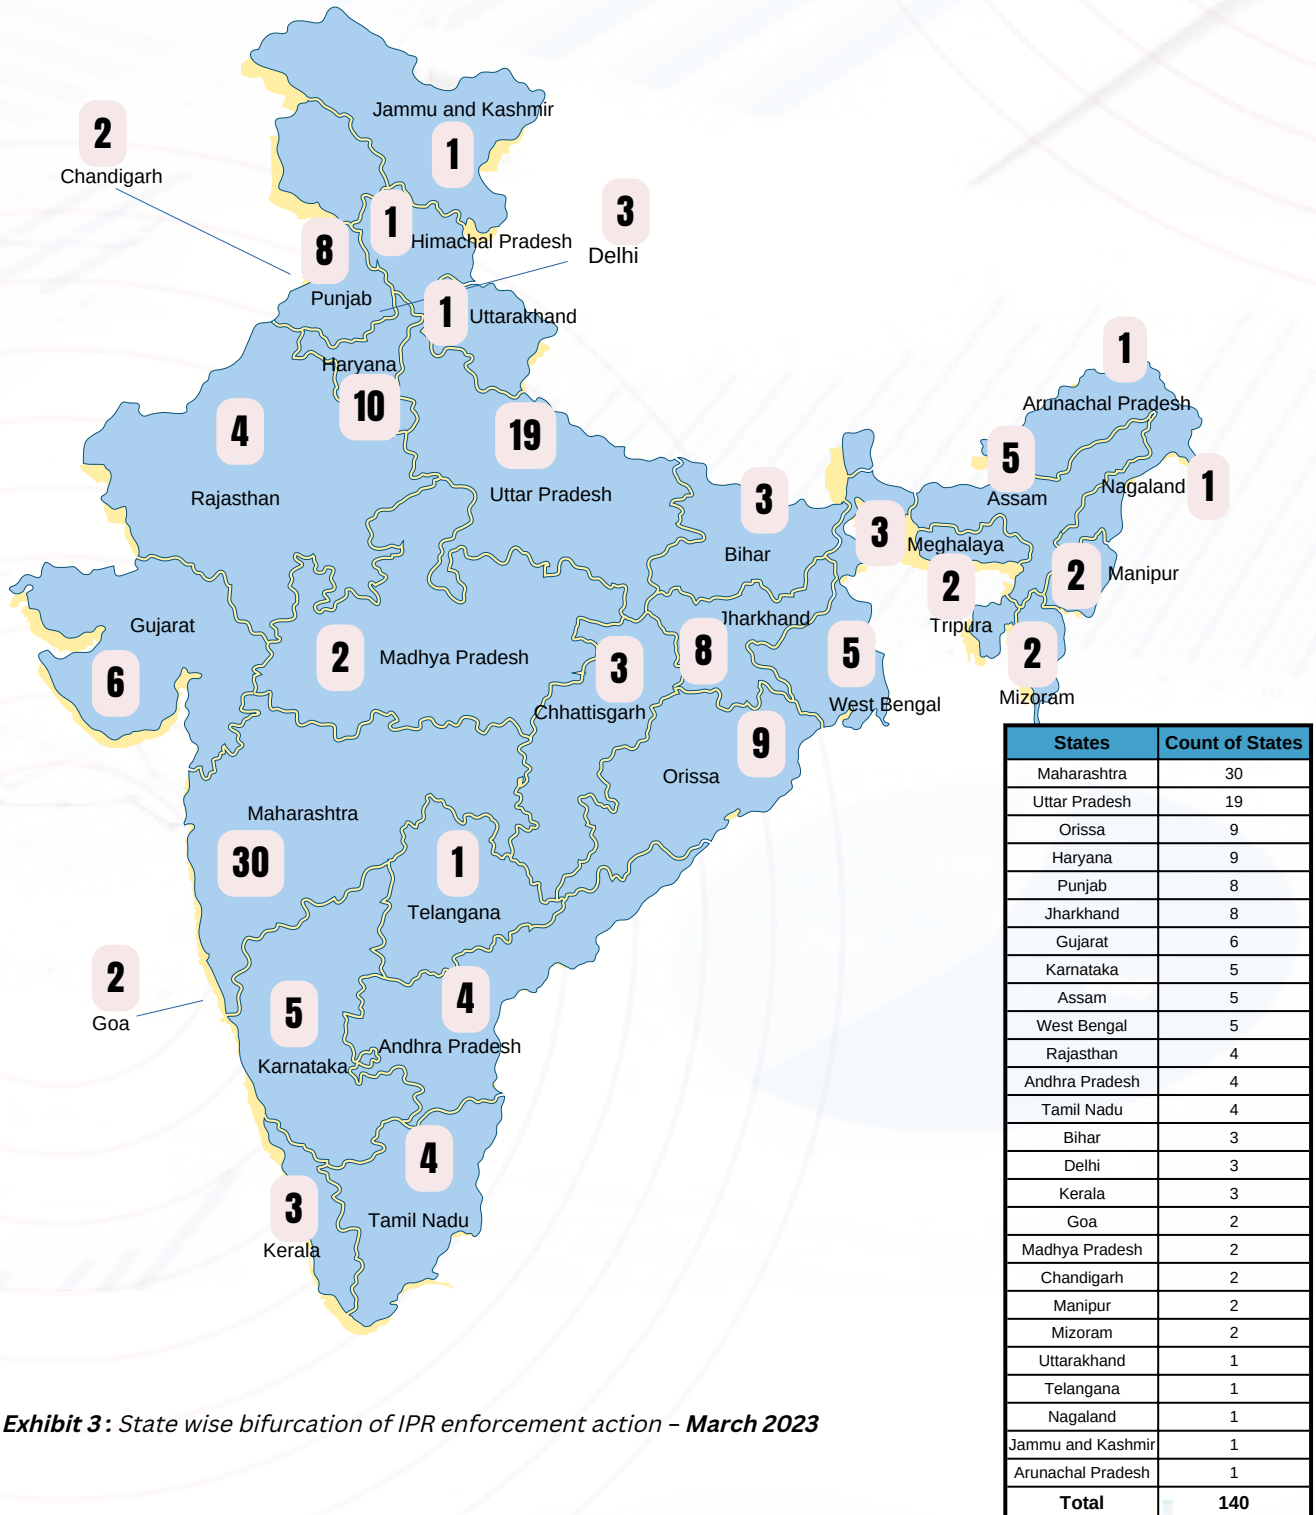 Jammu and Kashmir
1
2
Chandigarh
3
Delhi
1
Himachal Pradesh
8
Punjab
1
Uttarakhand
Haryana
10
4
Rajasthan
19
Uttar Pradesh
1
Arunachal Pradesh
5
Assam
Nagaland
1
3
Bihar
3
Meghalaya
2
Manipur
2
Tripura
Gujarat
6
2
Madhya Pradesh
3
Chhattisgarh
Jharkhand
8
5
West Bengal
2
Mizoram
9
Orissa
Maharashtra
30
1
Telangana
2
Goa
5
Karnataka
4
Andhra Pradesh
4
Tamil Nadu
3
Kerala
States Count of States
Maharashtra 30
Uttar Pradesh 19
Orissa 9
Haryana 9
Punjab 8
Jharkhand 8
Gujarat 6
Karnataka 5
Assam 5
West Bengal 5
Rajasthan 4
Andhra Pradesh 4
Tamil Nadu 4
Bihar 3
Delhi 3
Kerala 3
Goa 2
Madhya Pradesh 2
Chandigarh 2
Manipur 2
Mizoram 2
Uttarakhand 1
Telangana 1
Nagaland 1
Jammu and Kashmir 1
Arunachal Pradesh 1
Total 140
Exhibit 3 : State wise bifurcation of IPR enforcement action – March 2023